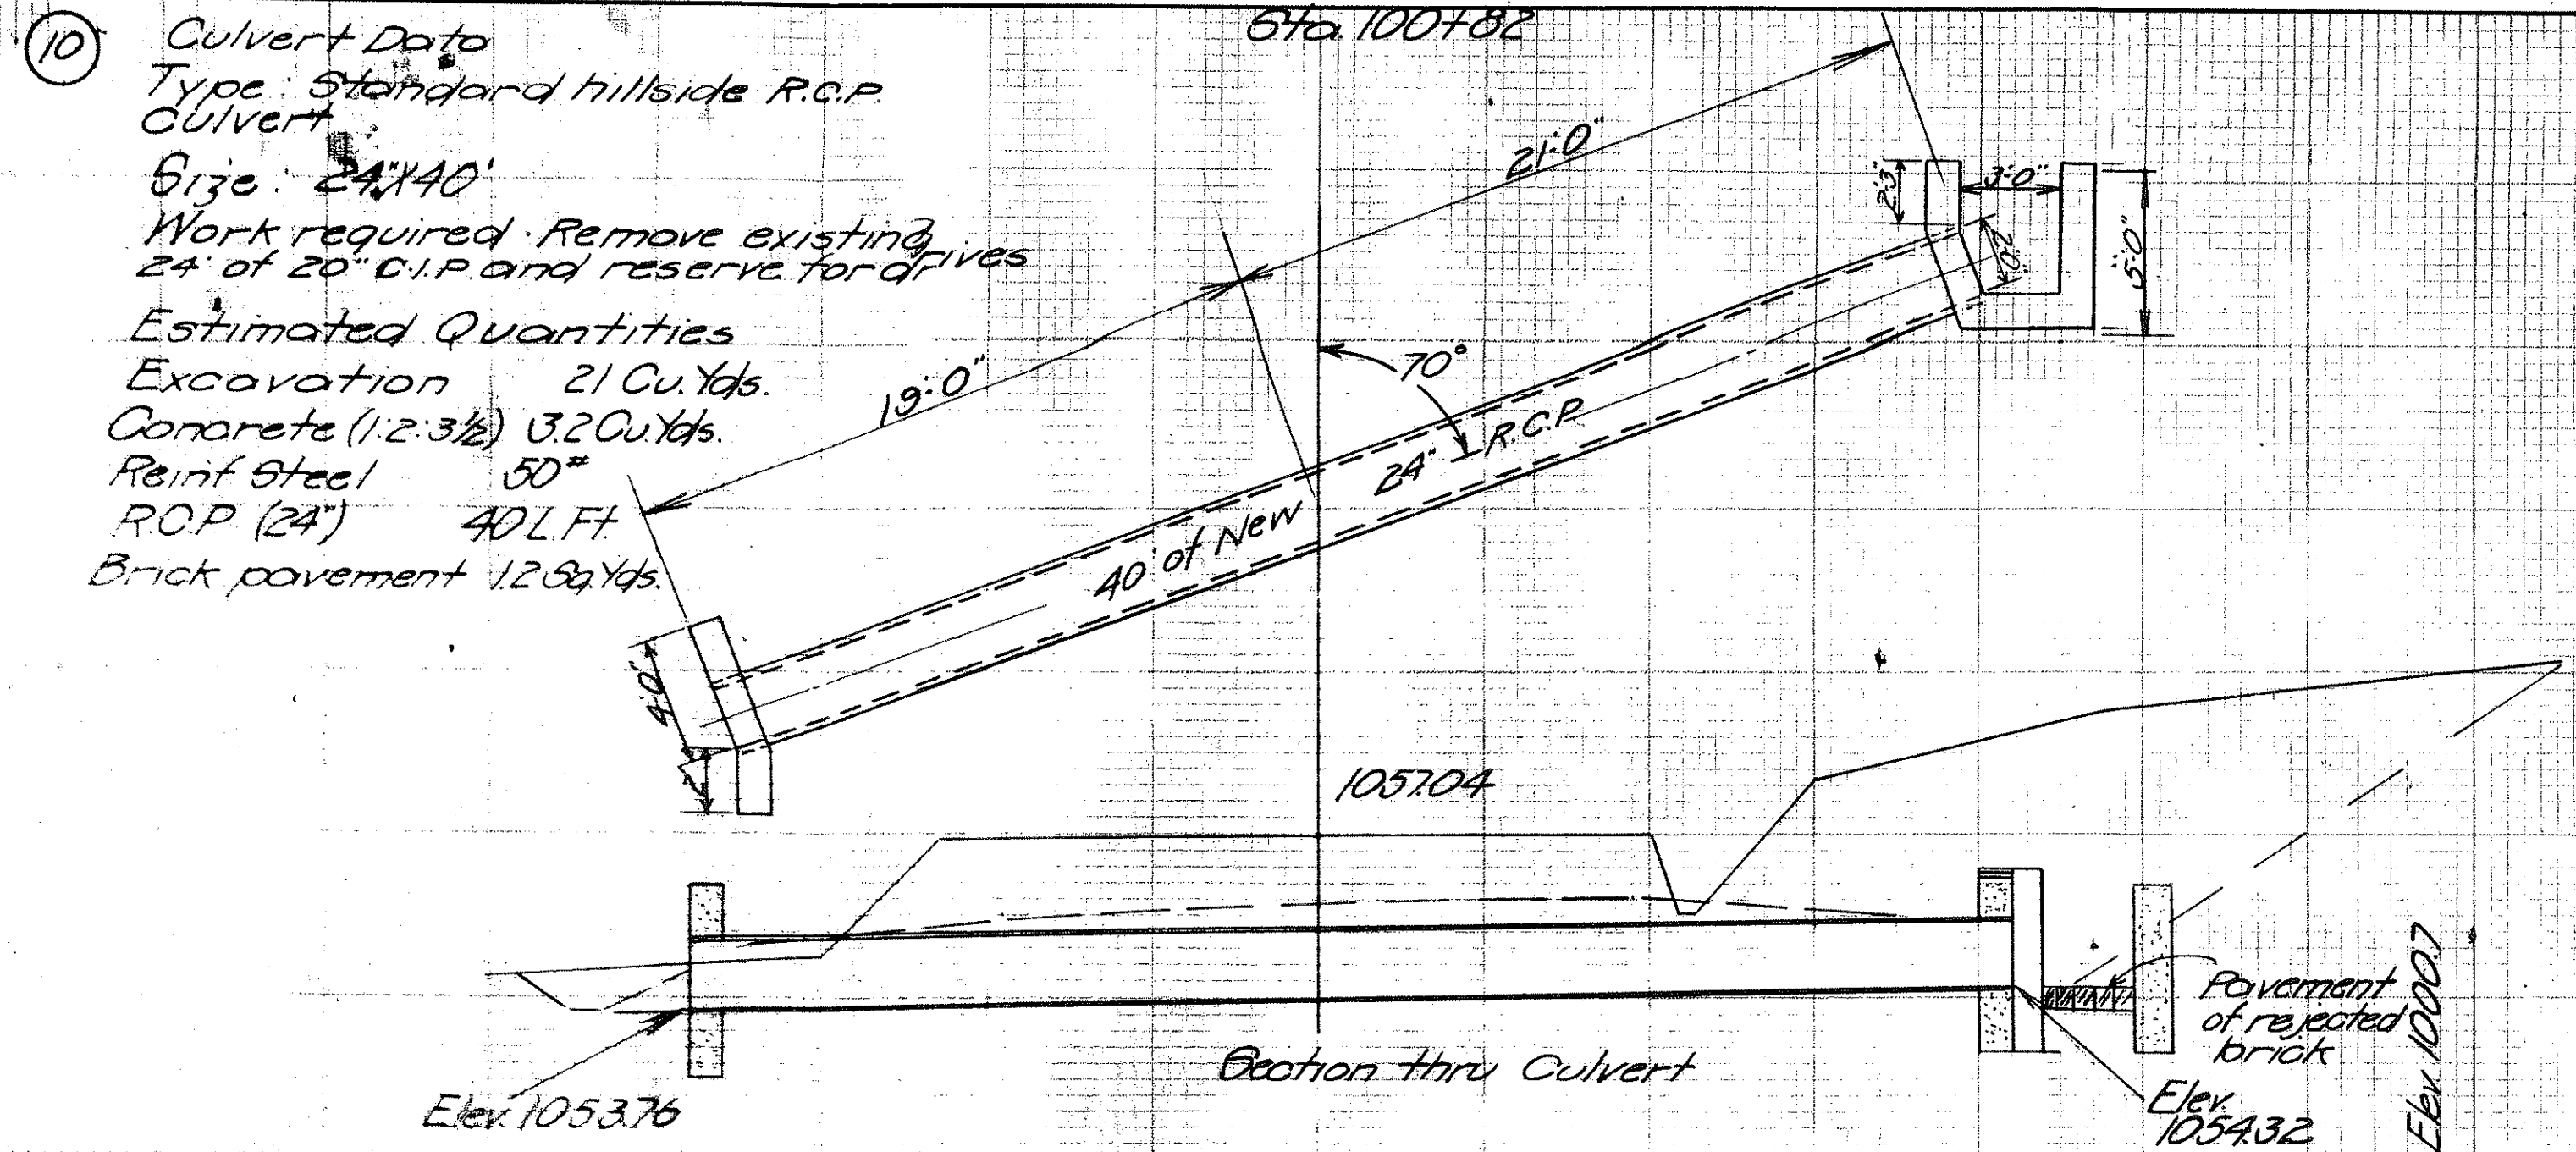 10
Culvert Data
Type: Standard hillside R.C.P.
Culvert
Size: 24"X40'
Work required. Remove existing
24' of 20" C.I.P. and reserve for drives
Estimated Quantities
Excavation 21 Cu. Yds.
Concrete (1:2:3½) 3.2 Cu.Yds.
Reinf Steel 50#
R.C.P. (24") 40 L. Ft.
Brick pavement 1.2 Sq.Yds.
Sta. 100+82
21'-0"
19'-0"
2'-3"
3'-0"
2'-0"
5'-0"
70°
40' of New 24" R.C.P.
4'-0"
2'
1057.04
Section thru Culvert
Elev. 1053.76
Pavement
of rejected
brick
Elev.
1054.32
Elev. 1000.7